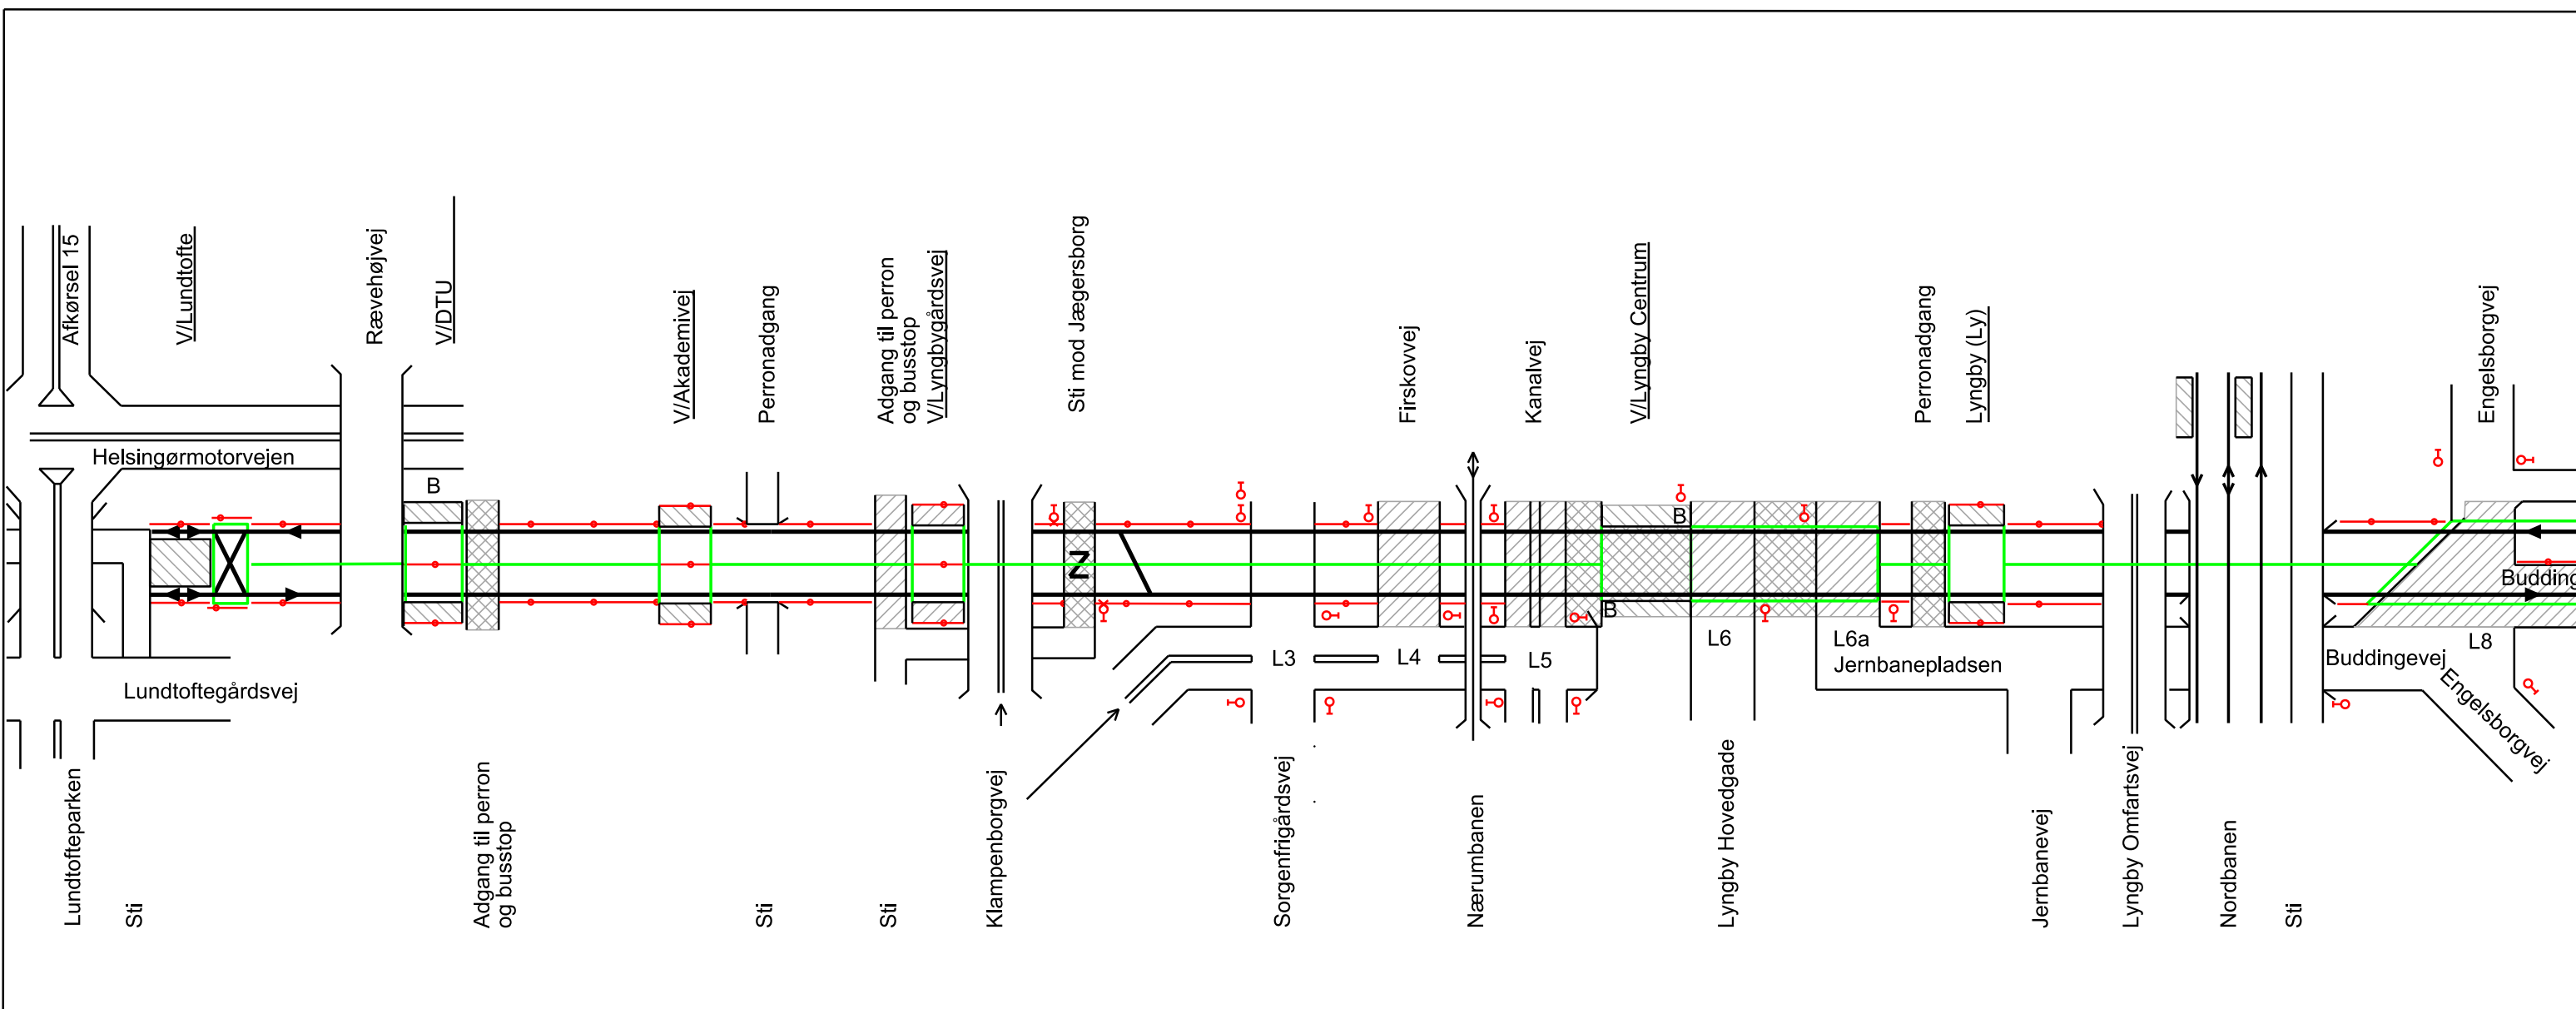 Afkørsel 15
V/Lundtofte
Rævehøjvej
V/DTU
V/Akademivej
Perronadgang
Adgang til perron
og busstop
V/Lyngbygårdsvej
Sti mod Jægersborg
Firskovvej
Kanalvej
V/Lyngby Centrum
Perronadgang
Lyngby (Ly)
Engelsborgvej
Helsingørmotorvejen
B
Z
B
B
Budding
L3
L4
L5
L6
L6a
Jernbanepladsen
Buddingevej
L8
Engelsborgvej
Lundtoftegårdsvej
Lundtofteparken
Sti
Adgang til perron
og busstop
Sti
Sti
Klampenborgvej
Sorgenfrigårdsvej
Nærumbanen
Lyngby Hovedgade
Jernbanevej
Lyngby Omfartsvej
Nordbanen
Sti